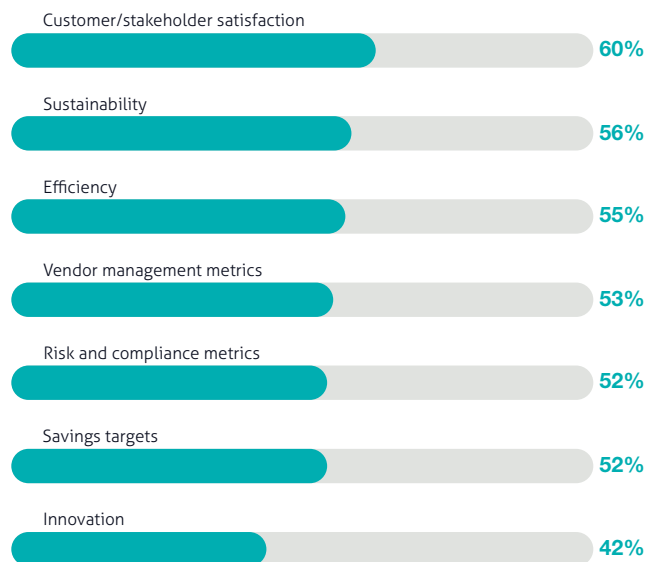 Customer/stakeholder satisfaction
60%
Sustainability
56%
Efficiency
55%
Vendor management metrics
53%
Risk and compliance metrics
52%
Savings targets
52%
Innovation
42%